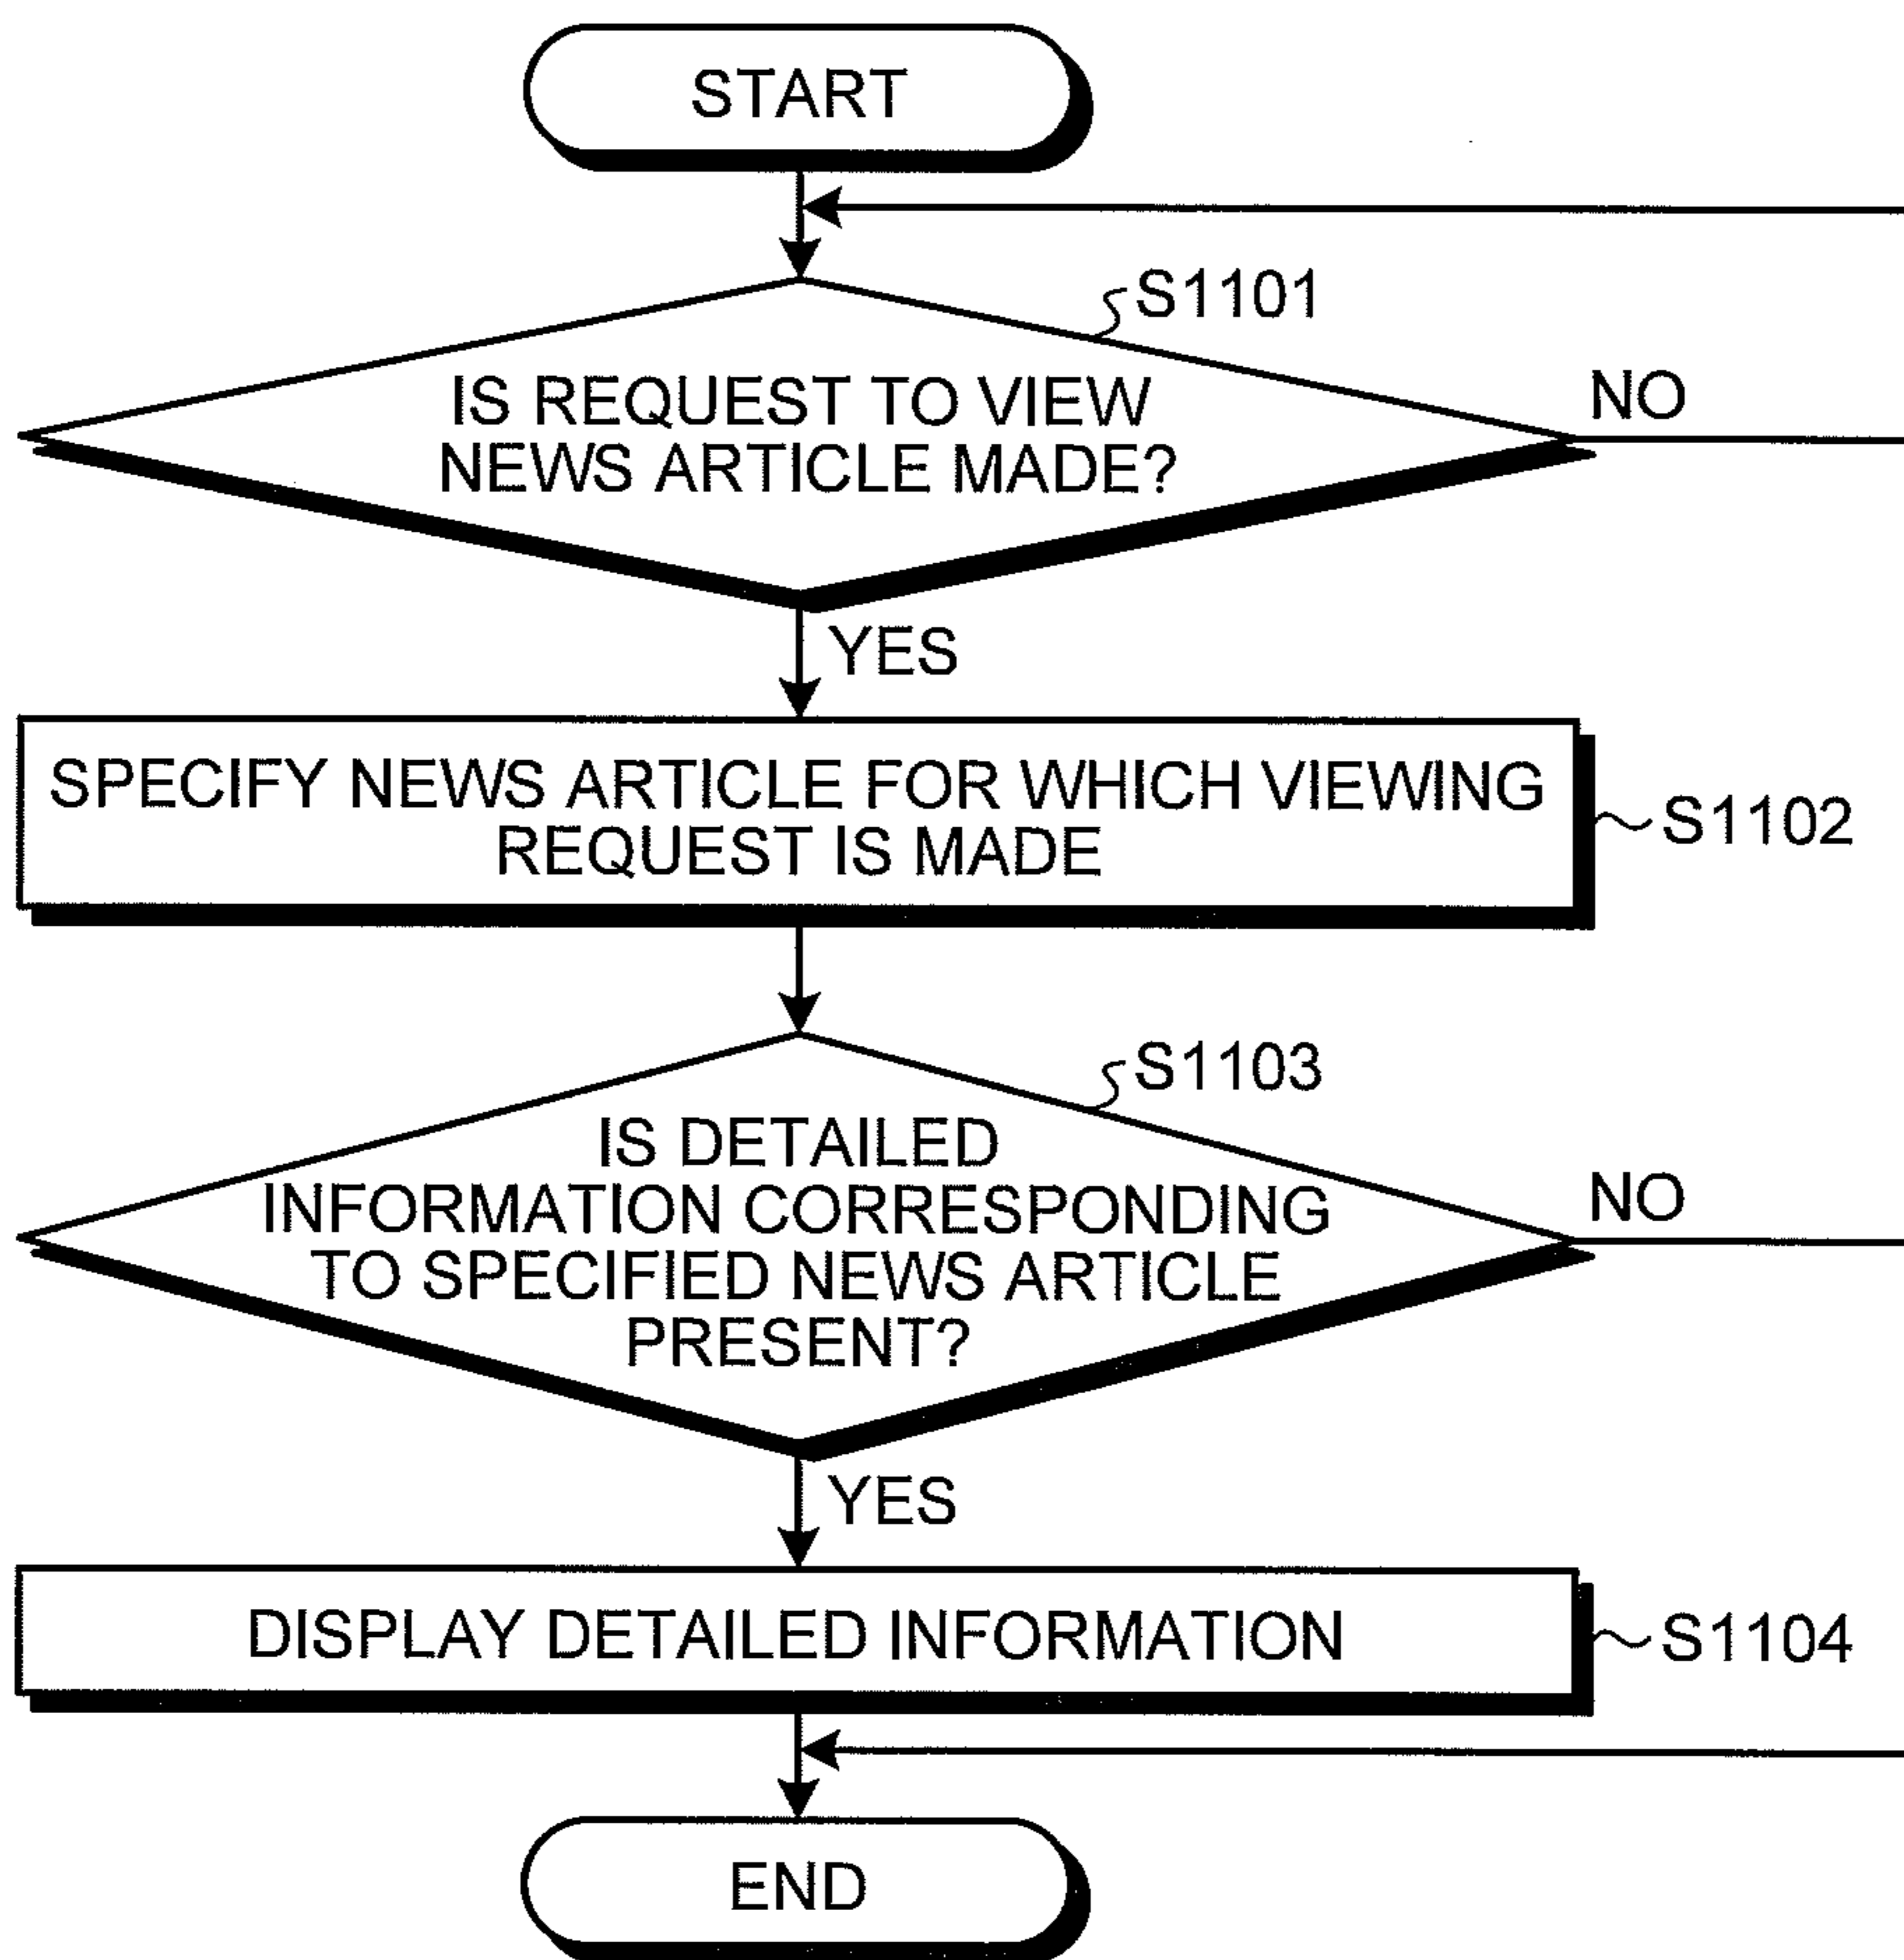 START
S1101
IS REQUEST TO VIEW
NEWS ARTICLE MADE?
NO
YES
SPECIFY NEWS ARTICLE FOR WHICH VIEWING
REQUEST IS MADE
S1102
S1103
IS DETAILED
INFORMATION CORRESPONDING
TO SPECIFIED NEWS ARTICLE
PRESENT?
NO
YES
DISPLAY DETAILED INFORMATION
S1104
END